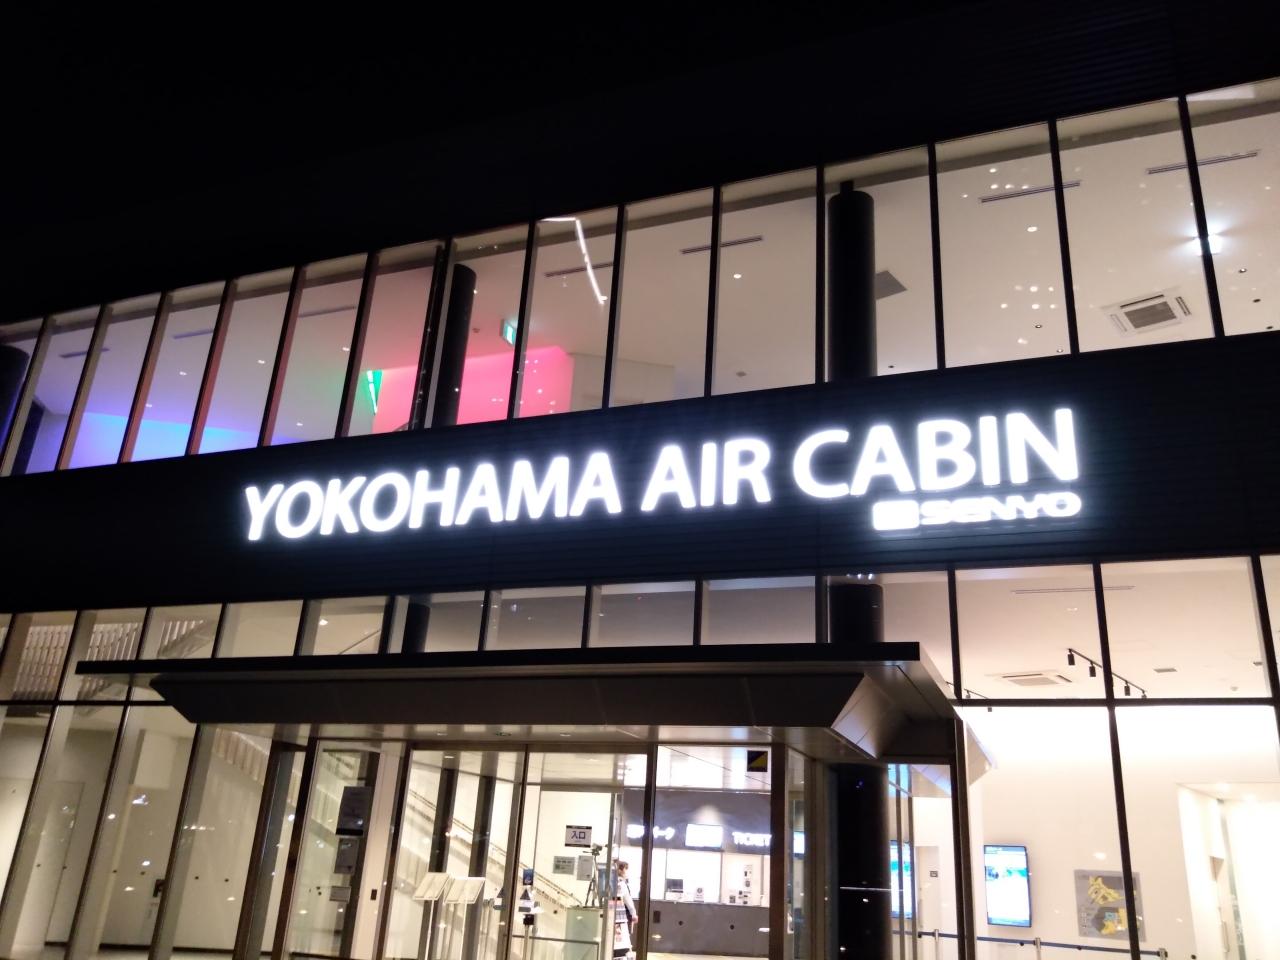 YOKOHAMA AIR CABIN
SENYO
入口
TICKET